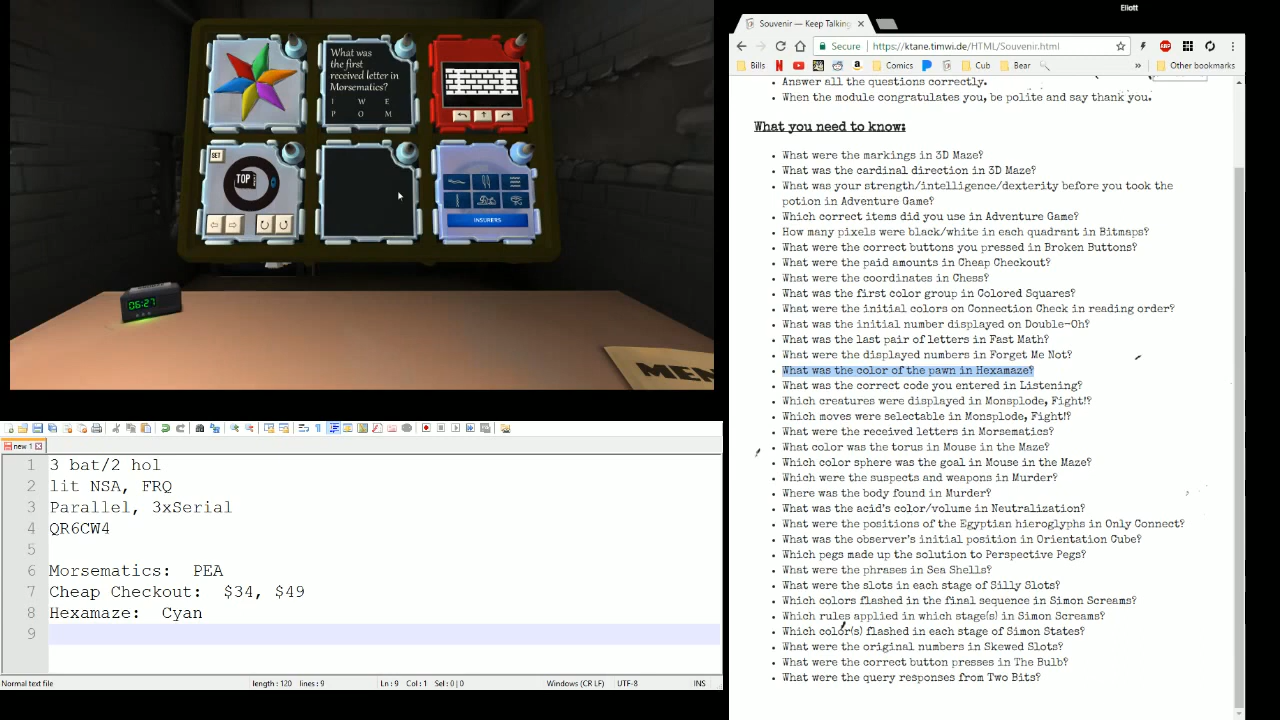 Eliott
Souvenir — Keep Talking
Secure
https://ktane.timwi.de/HTML/Souvenir.html
Bills
Comics
Cub
Bear
»
Other bookmarks
Answer all the questions correctly.
When the module congratulates you, be polite and say thank you.
What you need to know:
What were the markings in 3D Maze?
What was the cardinal direction in 3D Maze?
What was your strength/intelligence/dexterity before you took the
potion in Adventure Game?
Which correct items did you use in Adventure Game?
How many pixels were black/white in each quadrant in Bitmaps?
What were the correct buttons you pressed in Broken Buttons?
What were the paid amounts in Cheap Checkout?
What were the coordinates in Chess?
What was the first color group in Colored Squares?
What were the initial colors on Connection Check in reading order?
What was the initial number displayed on Double-Oh?
What was the last pair of letters in Fast Math?
What were the displayed numbers in Forget Me Not?
What was the color of the pawn in Hexamaze?
What was the correct code you entered in Listening?
Which creatures were displayed in Monsplode, Fight!?
Which moves were selectable in Monsplode, Fight!?
What were the received letters in Morsematics?
What color was the torus in Mouse in the Maze?
Which color sphere was the goal in Mouse in the Maze?
Which were the suspects and weapons in Murder?
Where was the body found in Murder?
What was the acid's color/volume in Neutralization?
What were the positions of the Egyptian hieroglyphs in Only Connect?
What was the observer's initial position in Orientation Cube?
Which pegs made up the solution to Perspective Pegs?
What were the phrases in Sea Shells?
What were the slots in each stage of Silly Slots?
Which colors flashed in the final sequence in Simon Screams?
Which rules applied in which stage(s) in Simon Screams?
Which color(s) flashed in each stage of Simon States?
What were the original numbers in Skewed Slots?
What were the correct button presses in The Bulb?
What were the query responses from Two Bits?
What was
the first
received letter in
Morsematics?
I W E
P O M
SET
TOP
INSURERS
06:27
MEN
new 1
1 3 bat/2 hol
2 lit NSA, FRQ
3 Parallel, 3xSerial
4 QR6CW4
5
6 Morsematics: PEA
7 Cheap Checkout: $34, $49
8 Hexamaze: Cyan
9
Normal text file
length : 120 lines : 9
Ln : 9 Col : 1 Sel : 0 | 0
Windows (CR LF)
UTF-8
INS